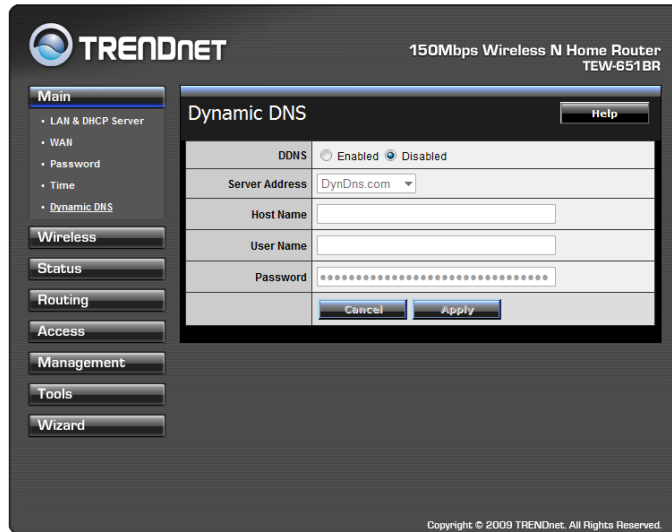 TRENDnet
150Mbps Wireless N Home Router
TEW-651BR
Main
• LAN & DHCP Server
• WAN
• Password
• Time
• Dynamic DNS
Wireless
Status
Routing
Access
Management
Tools
Wizard
Dynamic DNS
Help
DDNS Enabled Disabled
Server Address DynDns.com
Host Name
User Name
Password ••••••••••••••••••••••••••••••••
Cancel Apply
Copyright © 2009 TRENDnet. All Rights Reserved.